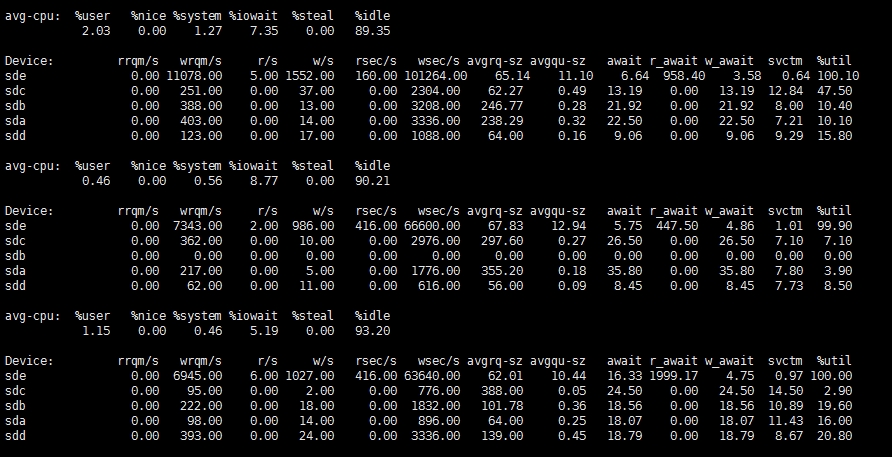 avg-cpu: %user %nice %system %iowait %steal %idle
2.03 0.00 1.27 7.35 0.00 89.35
Device: rrqm/s wrqm/s r/s w/s rsec/s wsec/s avgrq-sz avgqu-sz await r_await w_await svctm %util
sde 0.00 11078.00 5.00 1552.00 160.00 101264.00 65.14 11.10 6.64 958.40 3.58 0.64 100.10
sdc 0.00 251.00 0.00 37.00 0.00 2304.00 62.27 0.49 13.19 0.00 13.19 12.84 47.50
sdb 0.00 388.00 0.00 13.00 0.00 3208.00 246.77 0.28 21.92 0.00 21.92 8.00 10.40
sda 0.00 403.00 0.00 14.00 0.00 3336.00 238.29 0.32 22.50 0.00 22.50 7.21 10.10
sdd 0.00 123.00 0.00 17.00 0.00 1088.00 64.00 0.16 9.06 0.00 9.06 9.29 15.80
avg-cpu: %user %nice %system %iowait %steal %idle
0.46 0.00 0.56 8.77 0.00 90.21
Device: rrqm/s wrqm/s r/s w/s rsec/s wsec/s avgrq-sz avgqu-sz await r_await w_await svctm %util
sde 0.00 7343.00 2.00 986.00 416.00 66600.00 67.83 12.94 5.75 447.50 4.86 1.01 99.90
sdc 0.00 362.00 0.00 10.00 0.00 2976.00 297.60 0.27 26.50 0.00 26.50 7.10 7.10
sdb 0.00 0.00 0.00 0.00 0.00 0.00 0.00 0.00 0.00 0.00 0.00 0.00 0.00
sda 0.00 217.00 0.00 5.00 0.00 1776.00 355.20 0.18 35.80 0.00 35.80 7.80 3.90
sdd 0.00 62.00 0.00 11.00 0.00 616.00 56.00 0.09 8.45 0.00 8.45 7.73 8.50
avg-cpu: %user %nice %system %iowait %steal %idle
1.15 0.00 0.46 5.19 0.00 93.20
Device: rrqm/s wrqm/s r/s w/s rsec/s wsec/s avgrq-sz avgqu-sz await r_await w_await svctm %util
sde 0.00 6945.00 6.00 1027.00 416.00 63640.00 62.01 10.44 16.33 1999.17 4.75 0.97 100.00
sdc 0.00 95.00 0.00 2.00 0.00 776.00 388.00 0.05 24.50 0.00 24.50 14.50 2.90
sdb 0.00 222.00 0.00 18.00 0.00 1832.00 101.78 0.36 18.56 0.00 18.56 10.89 19.60
sda 0.00 98.00 0.00 14.00 0.00 896.00 64.00 0.25 18.07 0.00 18.07 11.43 16.00
sdd 0.00 393.00 0.00 24.00 0.00 3336.00 139.00 0.45 18.79 0.00 18.79 8.67 20.80